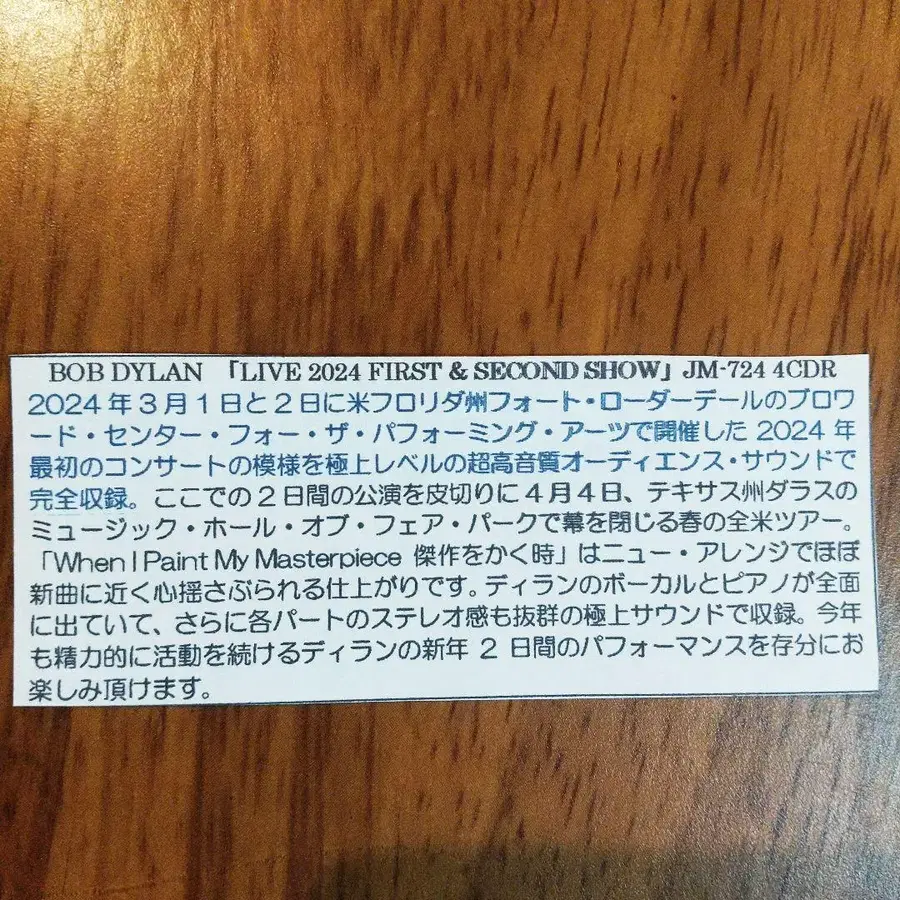 BOB DYLAN 「LIVE 2024 FIRST & SECOND SHOW」 JM-724 4CDR
2024 年 3 月 1 日と 2 日に米フロリダ州フォート・ローダーデールのブロワ
ード・センター・フォー・ザ・パフォーミング・アーツで開催した 2024 年
最初のコンサートの模様を極上レベルの超高音質オーディエンス・サウンドで
完全収録。ここでの 2 日間の公演を皮切りに 4 月 4 日、テキサス州ダラスの
ミュージック・ホール・オブ・フェア・パークで幕を閉じる春の全米ツアー。
「When I Paint My Masterpiece 傑作をかく時」はニュー・アレンジでほぼ
新曲に近く心揺さぶられる仕上がりです。ディランのボーカルとピアノが全面
に出ていて、さらに各パートのステレオ感も抜群の極上サウンドで収録。今年
も精力的に活動を続けるディランの新年 2 日間のパフォーマンスを存分にお
楽しみ頂けます。